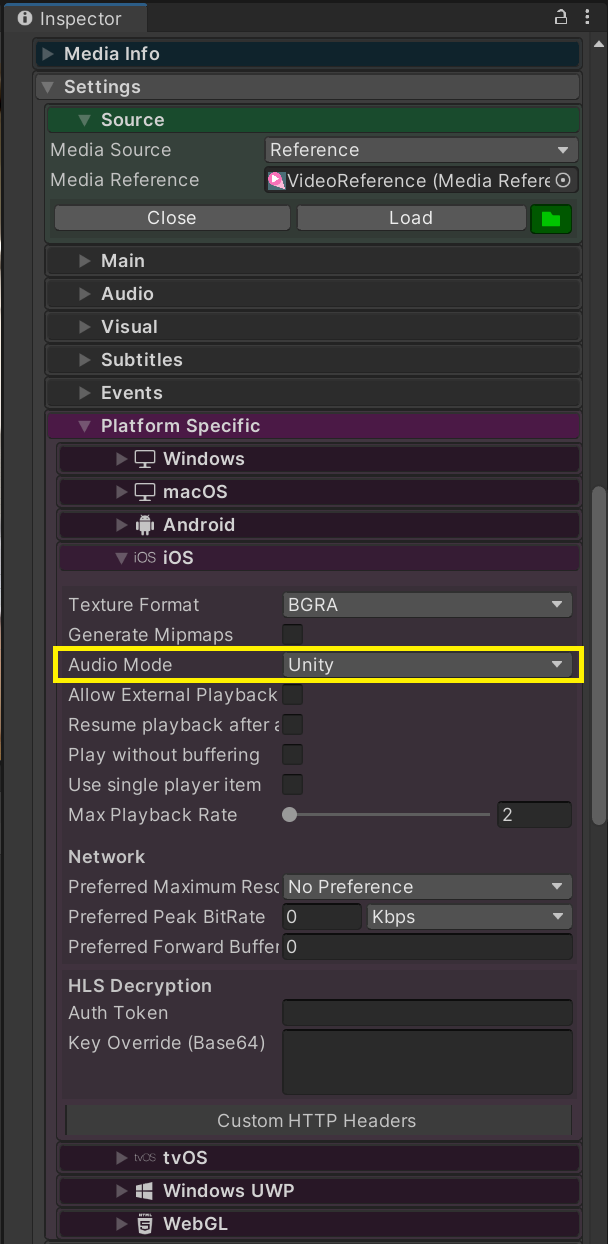 Inspector
Media Info
Settings
Source
Media Source Reference
Media Reference VideoReference (Media Refere
Close Load
Main
Audio
Visual
Subtitles
Events
Platform Specific
Windows
macOS
Android
iOS iOS
Texture Format BGRA
Generate Mipmaps
Audio Mode Unity
Allow External Playback
Resume playback after a
Play without buffering
Use single player item
Max Playback Rate 2
Network
Preferred Maximum Reso No Preference
Preferred Peak BitRate 0 Kbps
Preferred Forward Buffer 0
HLS Decryption
Auth Token
Key Override (Base64)
Custom HTTP Headers
tvOS tvOS
Windows UWP
WebGL